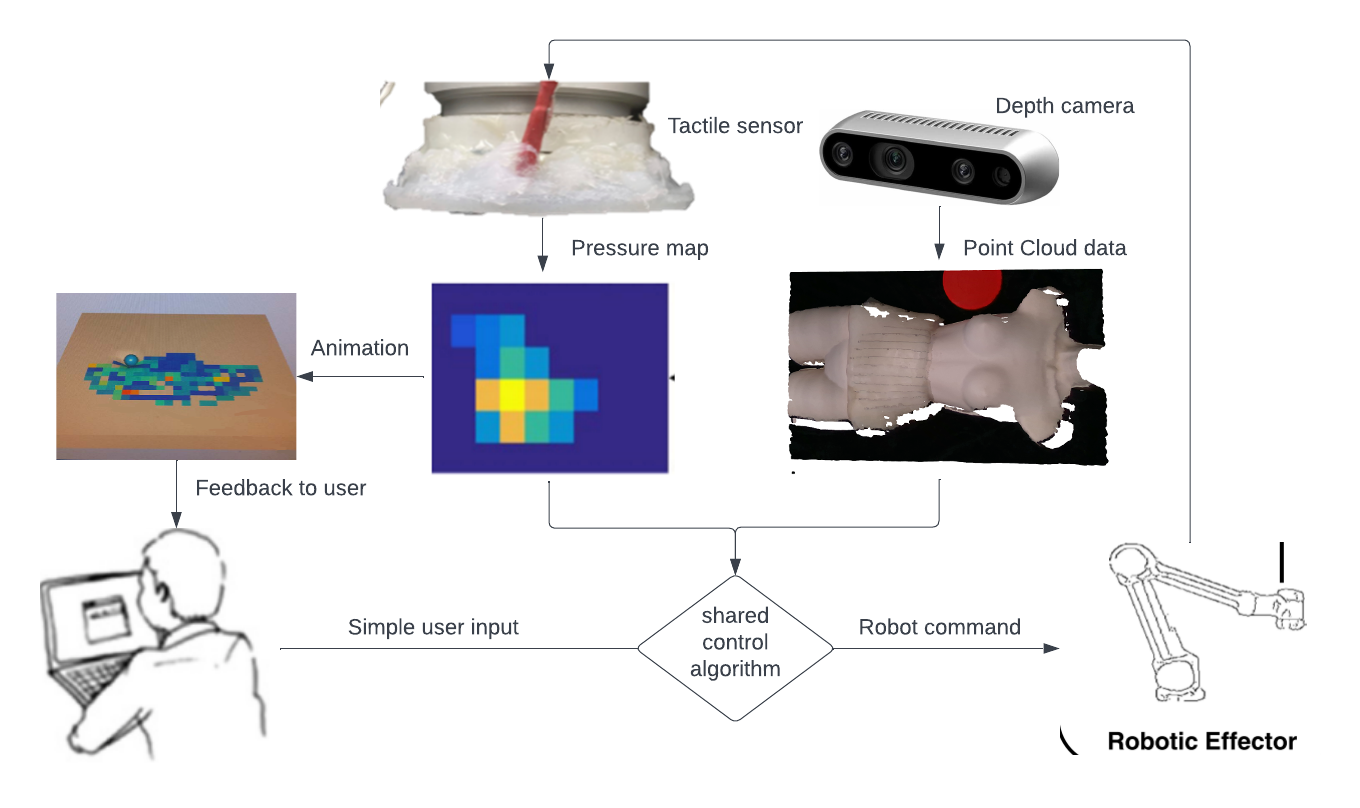 Tactile sensor
Depth camera
Pressure map
Point Cloud data
Animation
Feedback to user
Simple user input
shared
control
algorithm
Robot command
Robotic Effector